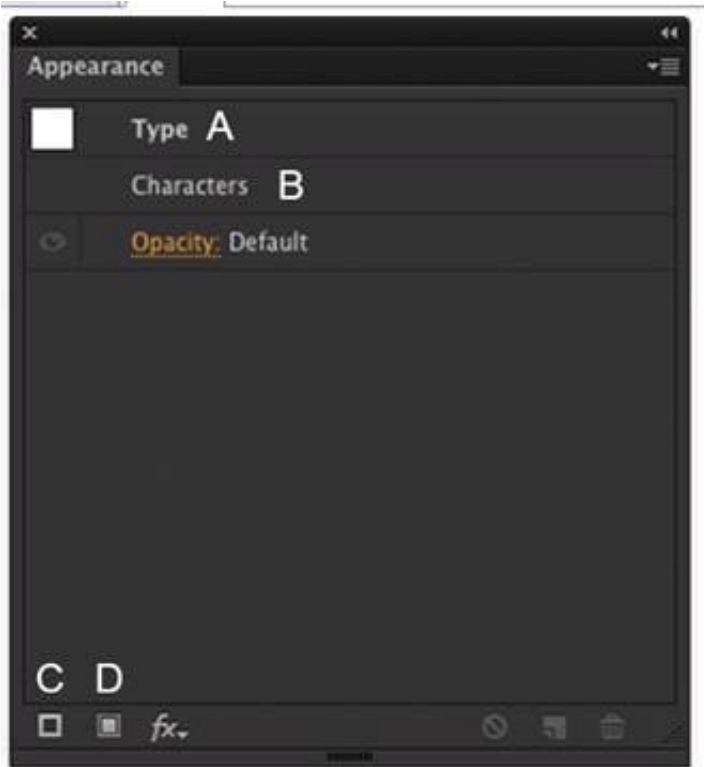 Appearance
Type A
Characters B
Opacity: Default
C D
fx